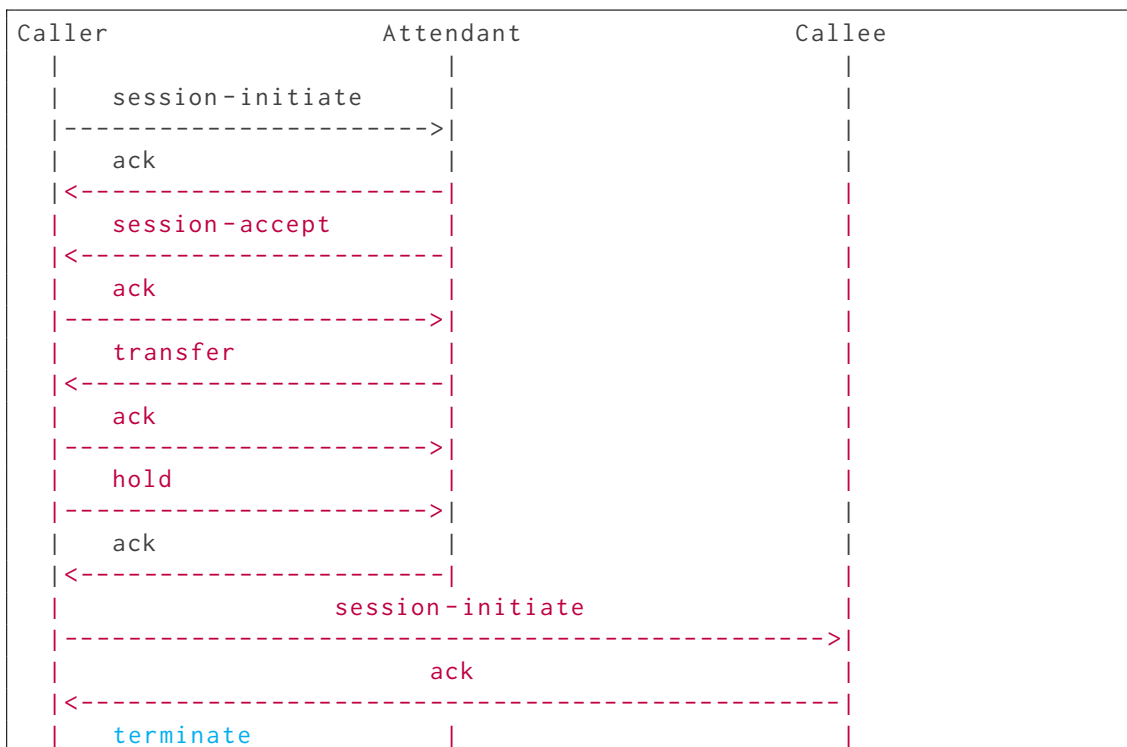 Caller                 Attendant                 Callee
  |                        |                        |
  |   session-initiate     |                        |
  |----------------------->|                        |
  |   ack                  |                        |
  |<-----------------------|                        |
  |   session-accept       |                        |
  |<-----------------------|                        |
  |   ack                  |                        |
  |----------------------->|                        |
  |   transfer             |                        |
  |<-----------------------|                        |
  |   ack                  |                        |
  |----------------------->|                        |
  |   hold                 |                        |
  |----------------------->|                        |
  |   ack                  |                        |
  |<-----------------------|                        |
  |                 session-initiate                |
  |------------------------------------------------>|
  |                       ack                       |
  |<------------------------------------------------|
  |   terminate            |                        |